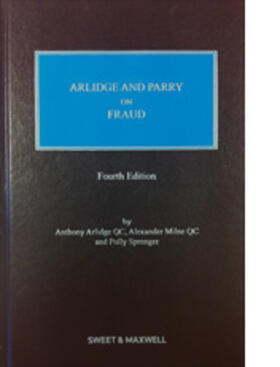 ARLIDGE AND PARRY
ON
FRAUD
Fourth Edition
by
Anthony Arlidge QC, Alexander Milne QC
and Polly Sprenger
SWEET & MAXWELL